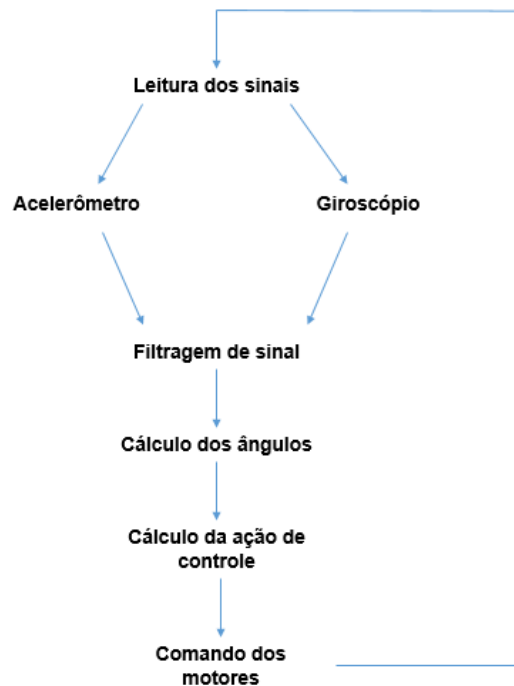 Leitura dos sinais
Acelerômetro
Giroscópio
Filtragem de sinal
Cálculo dos ângulos
Cálculo da ação de
controle
Comando dos
motores